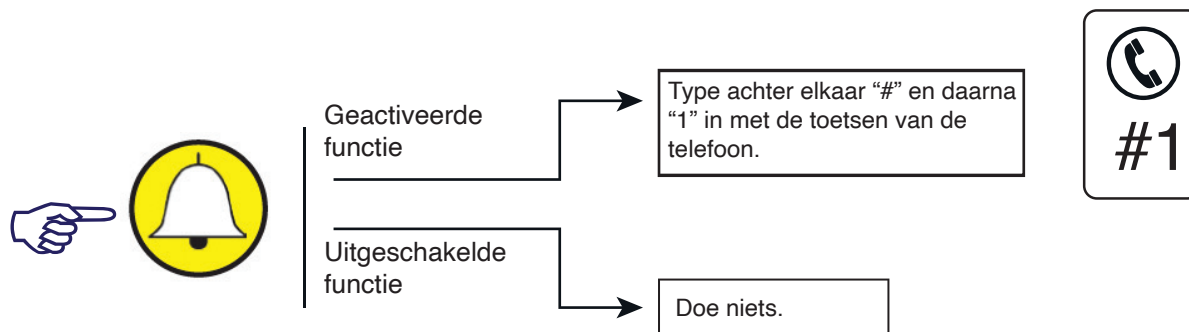 Geactiveerde
functie
Type achter elkaar “#” en daarna
“1” in met de toetsen van de
telefoon.
#1
Uitgeschakelde
functie
Doe niets.